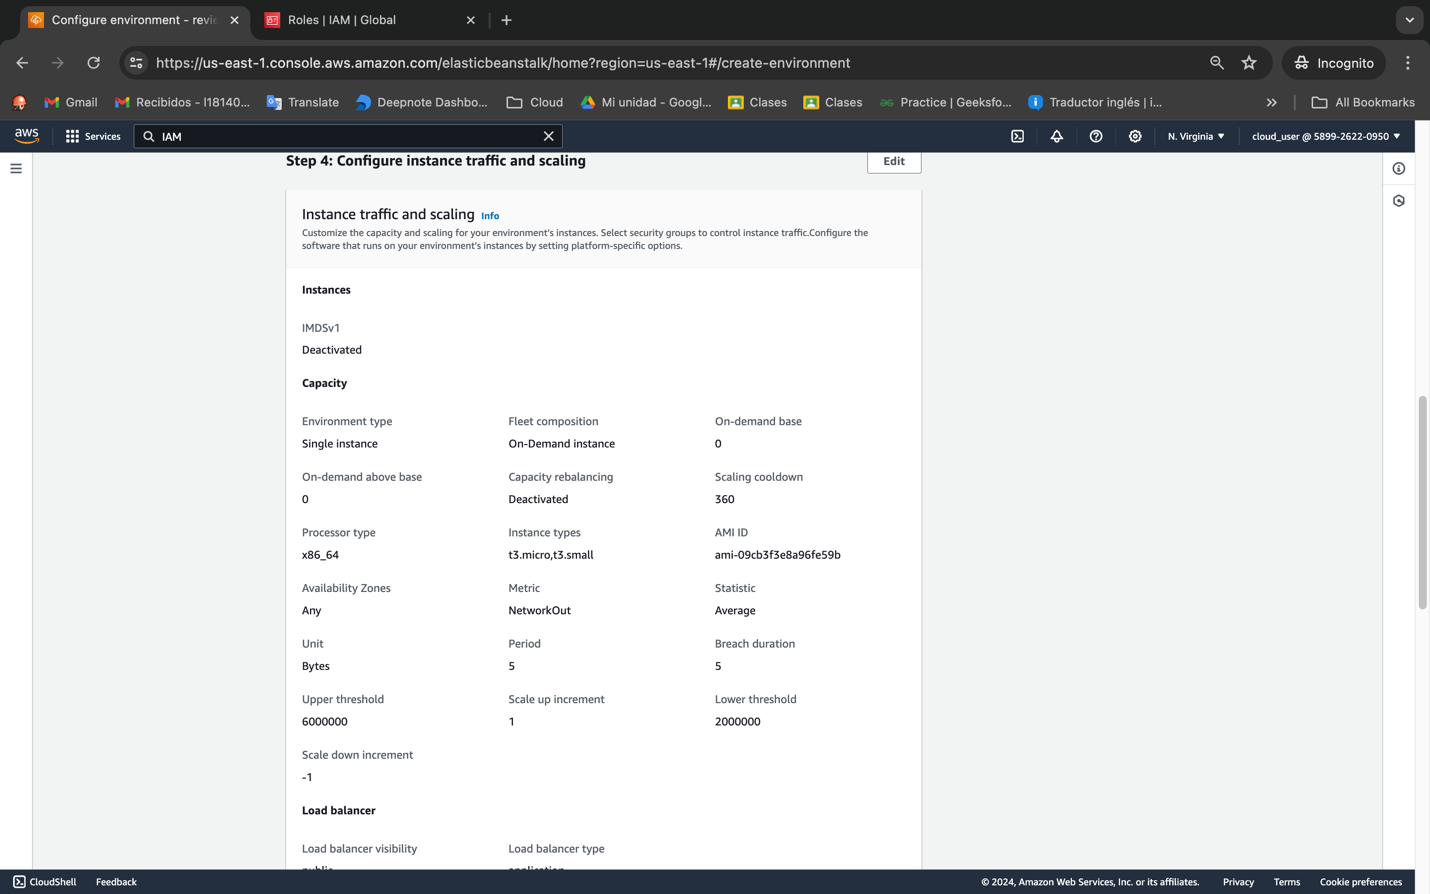 Configure environment - revie
Roles | IAM | Global
https://us-east-1.console.aws.amazon.com/elasticbeanstalk/home?region=us-east-1#/create-environment
Incognito
Gmail
Recibidos - l18140...
Translate
Deepnote Dashbo...
Cloud
Mi unidad - Googl...
Clases
Clases
Practice | Geeksfo...
Traductor inglés | i...
All Bookmarks
aws
Services
IAM
N. Virginia
cloud_user @ 5899-2622-0950
Step 4: Configure instance traffic and scaling
Edit
Instance traffic and scaling Info
Customize the capacity and scaling for your environment's instances. Select security groups to control instance traffic.Configure the
software that runs on your environment's instances by setting platform-specific options.
Instances
IMDSv1
Deactivated
Capacity
Environment type Fleet composition On-demand base
Single instance On-Demand instance 0
On-demand above base Capacity rebalancing Scaling cooldown
0 Deactivated 360
Processor type Instance types AMI ID
x86_64 t3.micro,t3.small ami-09cb3f3e8a96fe59b
Availability Zones Metric Statistic
Any NetworkOut Average
Unit Period Breach duration
Bytes 5 5
Upper threshold Scale up increment Lower threshold
6000000 1 2000000
Scale down increment
-1
Load balancer
Load balancer visibility Load balancer type
CloudShell
Feedback
© 2024, Amazon Web Services, Inc. or its affiliates.
Privacy
Terms
Cookie preferences